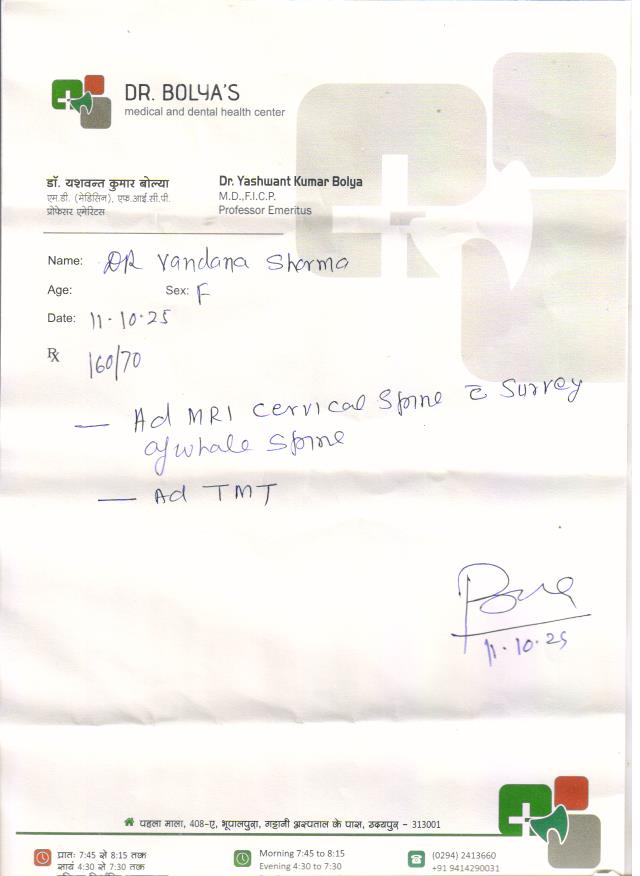 DR. BOLYA'S
medical and dental health center
डॉ. यशवन्त कुमार बोल्या
एम.डी. (मेडिसिन), एफ.आई.सी.पी.
प्रोफेसर एमेरिटस
Dr. Yashwant Kumar Bolya
M.D.,F.I.C.P.
Professor Emeritus
Name: DR Vandana Sharma
Age: Sex: F
Date: 11-10-25
Rx 160/70
— Ad MRI Cervical Spine c̄ Survey
of whole Spine
— Ad TMT
11-10-25
पहला माला, 408-ए, भूपालपुरा, गट्टानी अस्पताल के पास, उदयपुर - 313001
प्रातः 7:45 से 8:15 तक
सायं 4:30 से 7:30 तक
Morning 7:45 to 8:15
Evening 4:30 to 7:30
(0294) 2413660
+91 9414290031